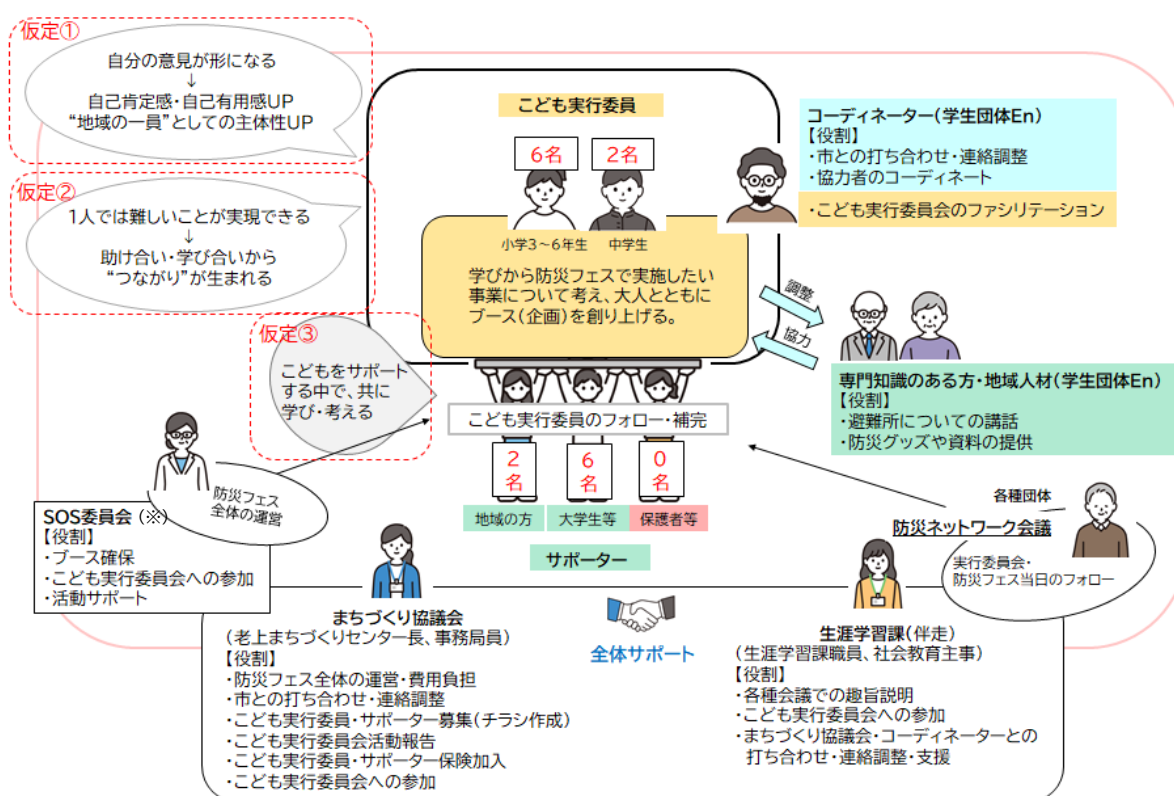 仮定①
自分の意見が形になる
↓
自己肯定感・自己有用感UP
“地域の一員”としての主体性UP
仮定②
1人では難しいことが実現できる
↓
助け合い・学び合いから
“つながり”が生まれる
仮定③
こどもをサポート
する中で、共に
学び・考える
こども実行委員
6名
2名
小学3～6年生
中学生
学びから防災フェスで実施したい
事業について考え、大人とともに
ブース(企画)を創り上げる。
コーディネーター(学生団体En)
【役割】
・市との打ち合わせ・連絡調整
・協力者のコーディネート
・こども実行委員会のファシリテーション
調整
協力
専門知識のある方・地域人材(学生団体En)
【役割】
・避難所についての講話
・防災グッズや資料の提供
こども実行委員のフォロー・補完
2名
6名
0名
地域の方
大学生等
保護者等
サポーター
防災フェス
全体の運営
SOS委員会(※)
【役割】
・ブース確保
・こども実行委員会への参加
・活動サポート
各種団体
防災ネットワーク会議
実行委員会・
防災フェス当日のフォロー
まちづくり協議会
(老上まちづくりセンター長、事務局員)
【役割】
・防災フェス全体の運営・費用負担
・市との打ち合わせ・連絡調整
・こども実行委員・サポーター募集(チラシ作成)
・こども実行委員会活動報告
・こども実行委員・サポーター保険加入
・こども実行委員会への参加
全体サポート
生涯学習課(伴走)
(生涯学習課職員、社会教育主事)
【役割】
・各種会議での趣旨説明
・こども実行委員会への参加
・まちづくり協議会・コーディネーターとの
打ち合わせ・連絡調整・支援